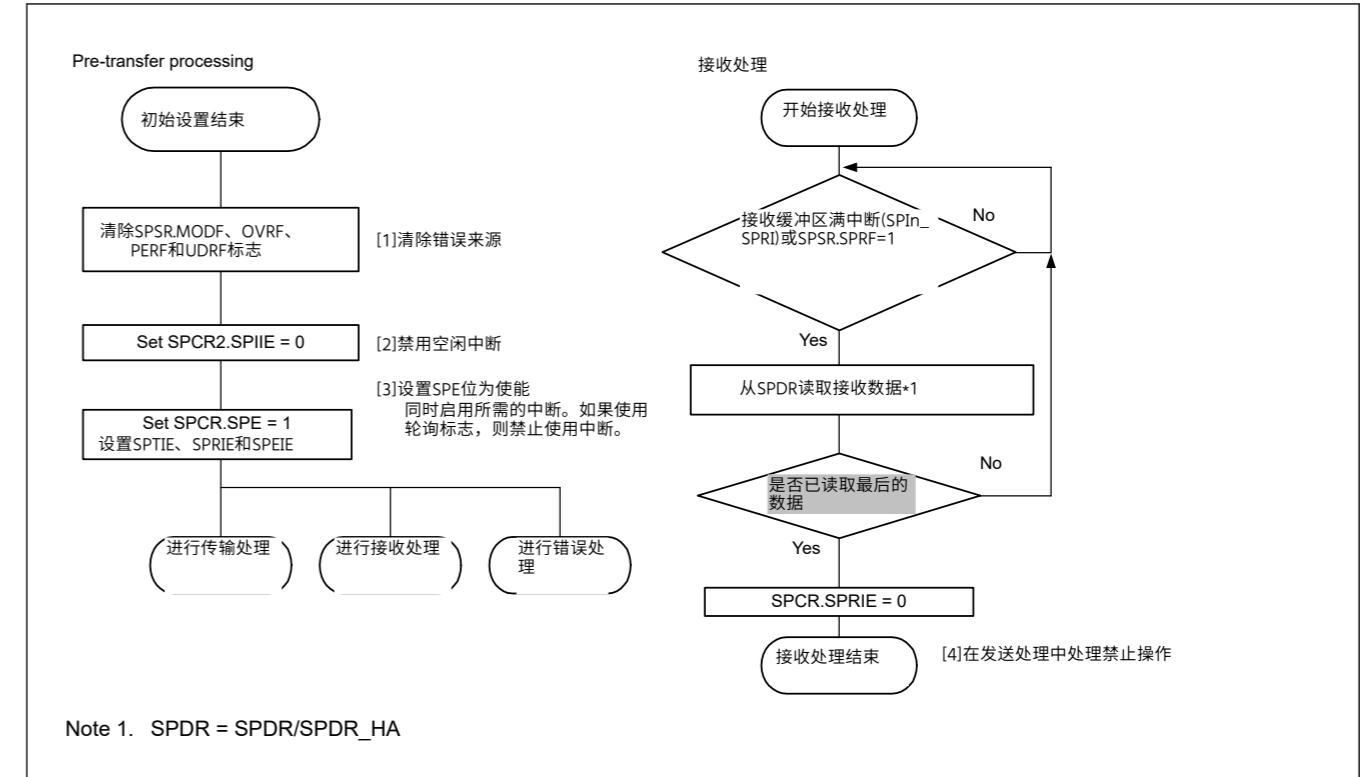 Pre-transfer processing
初始设置结束
清除SPSR.MODF、OVRF、
PERF和UDRF标志
[1]清除错误来源
Set SPCR2.SPIIE = 0
[2]禁用空闲中断
Set SPCR.SPE = 1
设置SPTIE、SPRIE和SPEIE
[3]设置SPE位为使能
同时启用所需的中断。如果使用
轮询标志，则禁止使用中断。
进行传输处理
进行接收处理
进行错误处
理
接收处理
开始接收处理
接收缓冲区满中断(SPIn_
SPRI)或SPSR.SPRF=1
No
Yes
从SPDR读取接收数据*1
是否已读取最后的
数据
No
Yes
SPCR.SPRIE = 0
接收处理结束
[4]在发送处理中处理禁止操作
Note 1. SPDR = SPDR/SPDR_HA